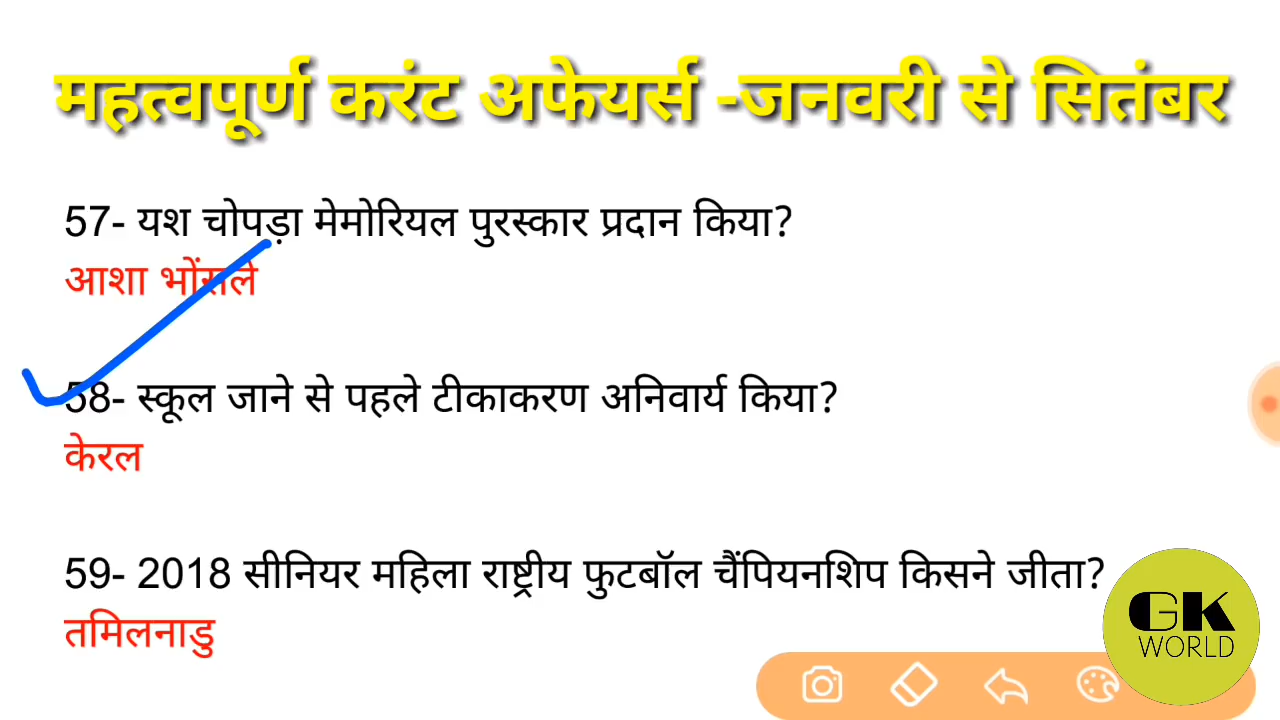 महत्वपूर्ण करंट अफेयर्स -जनवरी से सितंबर
57- यश चोपड़ा मेमोरियल पुरस्कार प्रदान किया?
आशा भोंसले
58- स्कूल जाने से पहले टीकाकरण अनिवार्य किया?
केरल
59- 2018 सीनियर महिला राष्ट्रीय फुटबॉल चैंपियनशिप किसने जीता?
तमिलनाडु
GK
WORLD